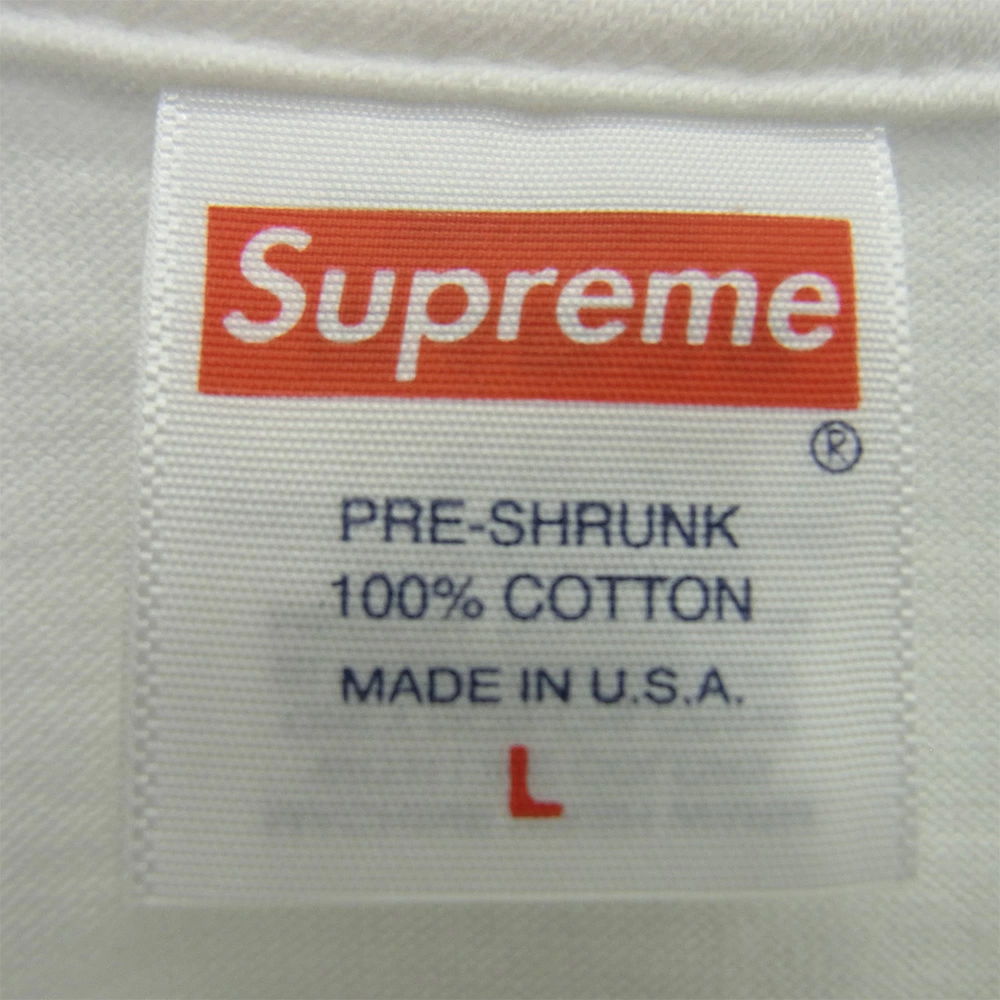 Supreme
®
PRE-SHRUNK
100% COTTON
MADE IN U.S.A.
L